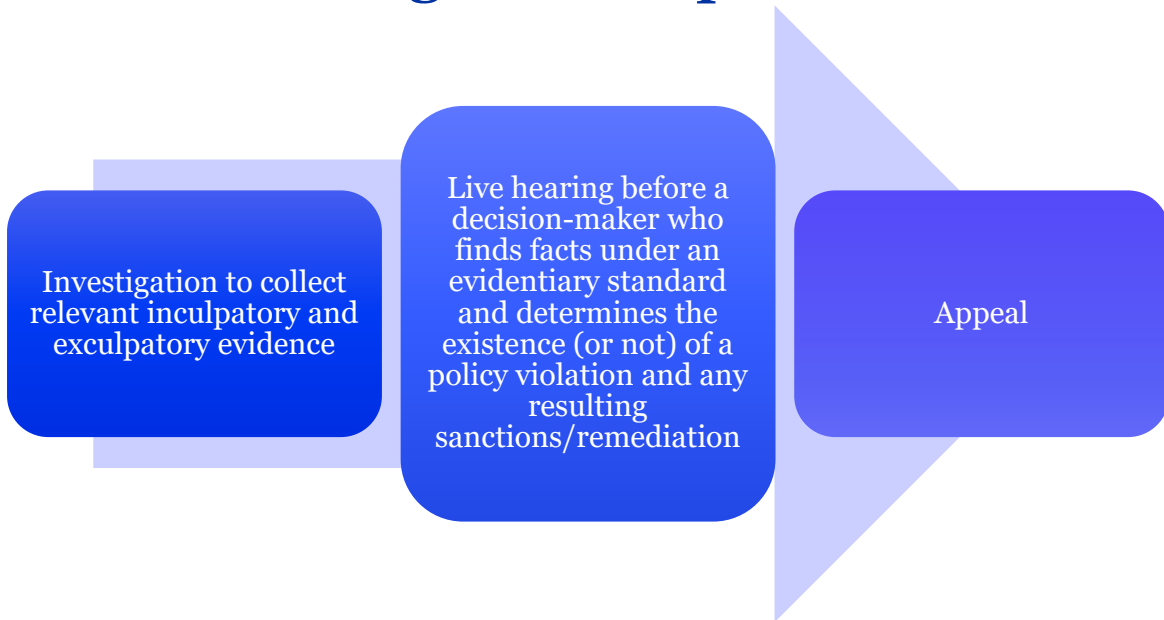 Investigation to collect
relevant inculpatory and
exculpatory evidence
Live hearing before a
decision-maker who
finds facts under an
evidentiary standard
and determines the
existence (or not) of a
policy violation and any
resulting
sanctions/remediation
Appeal